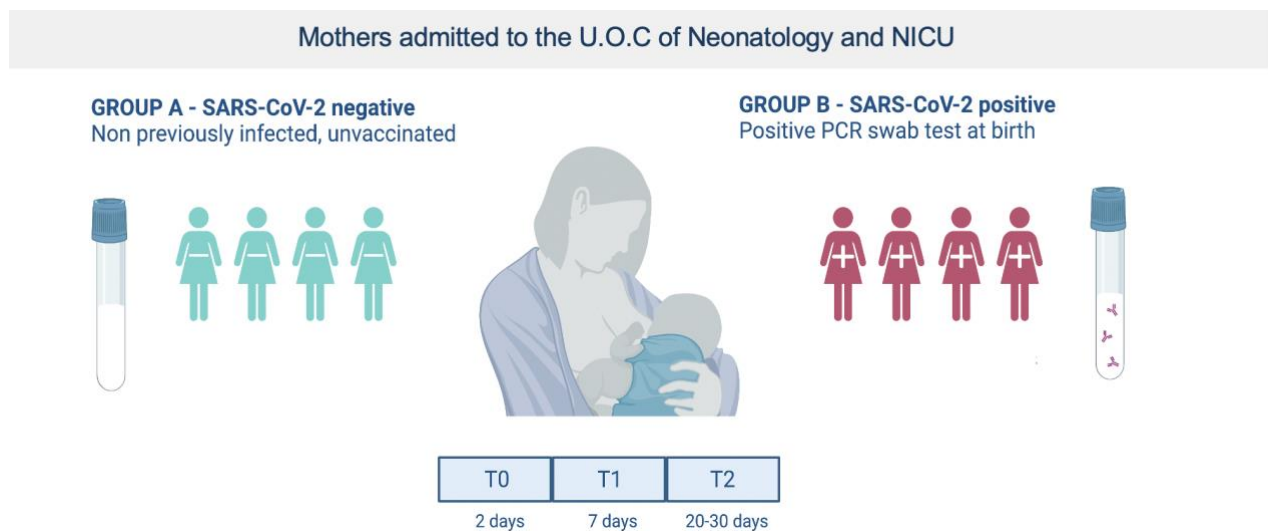 Mothers admitted to the U.O.C of Neonatology and NICU
GROUP A - SARS-CoV-2 negative
Non previously infected, unvaccinated
GROUP B - SARS-CoV-2 positive
Positive PCR swab test at birth
T0 T1 T2
2 days 7 days 20-30 days